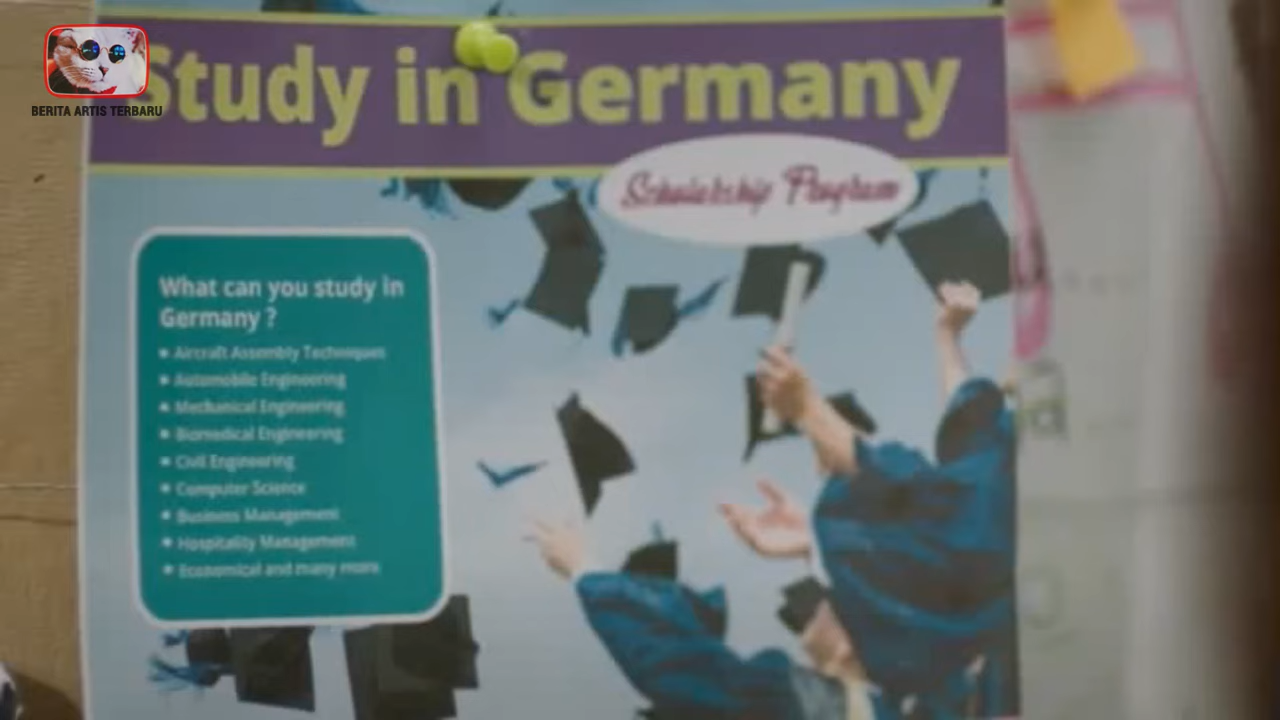 BERITA ARTIS TERBARU
Study in Germany
Scholarship Program
What can you study in
Germany ?
• Aircraft Assembly Techniques
• Automobile Engineering
• Mechanical Engineering
• Biomedical Engineering
• Civil Engineering
• Computer Science
• Business Management
• Hospitality Management
• Economical and many more